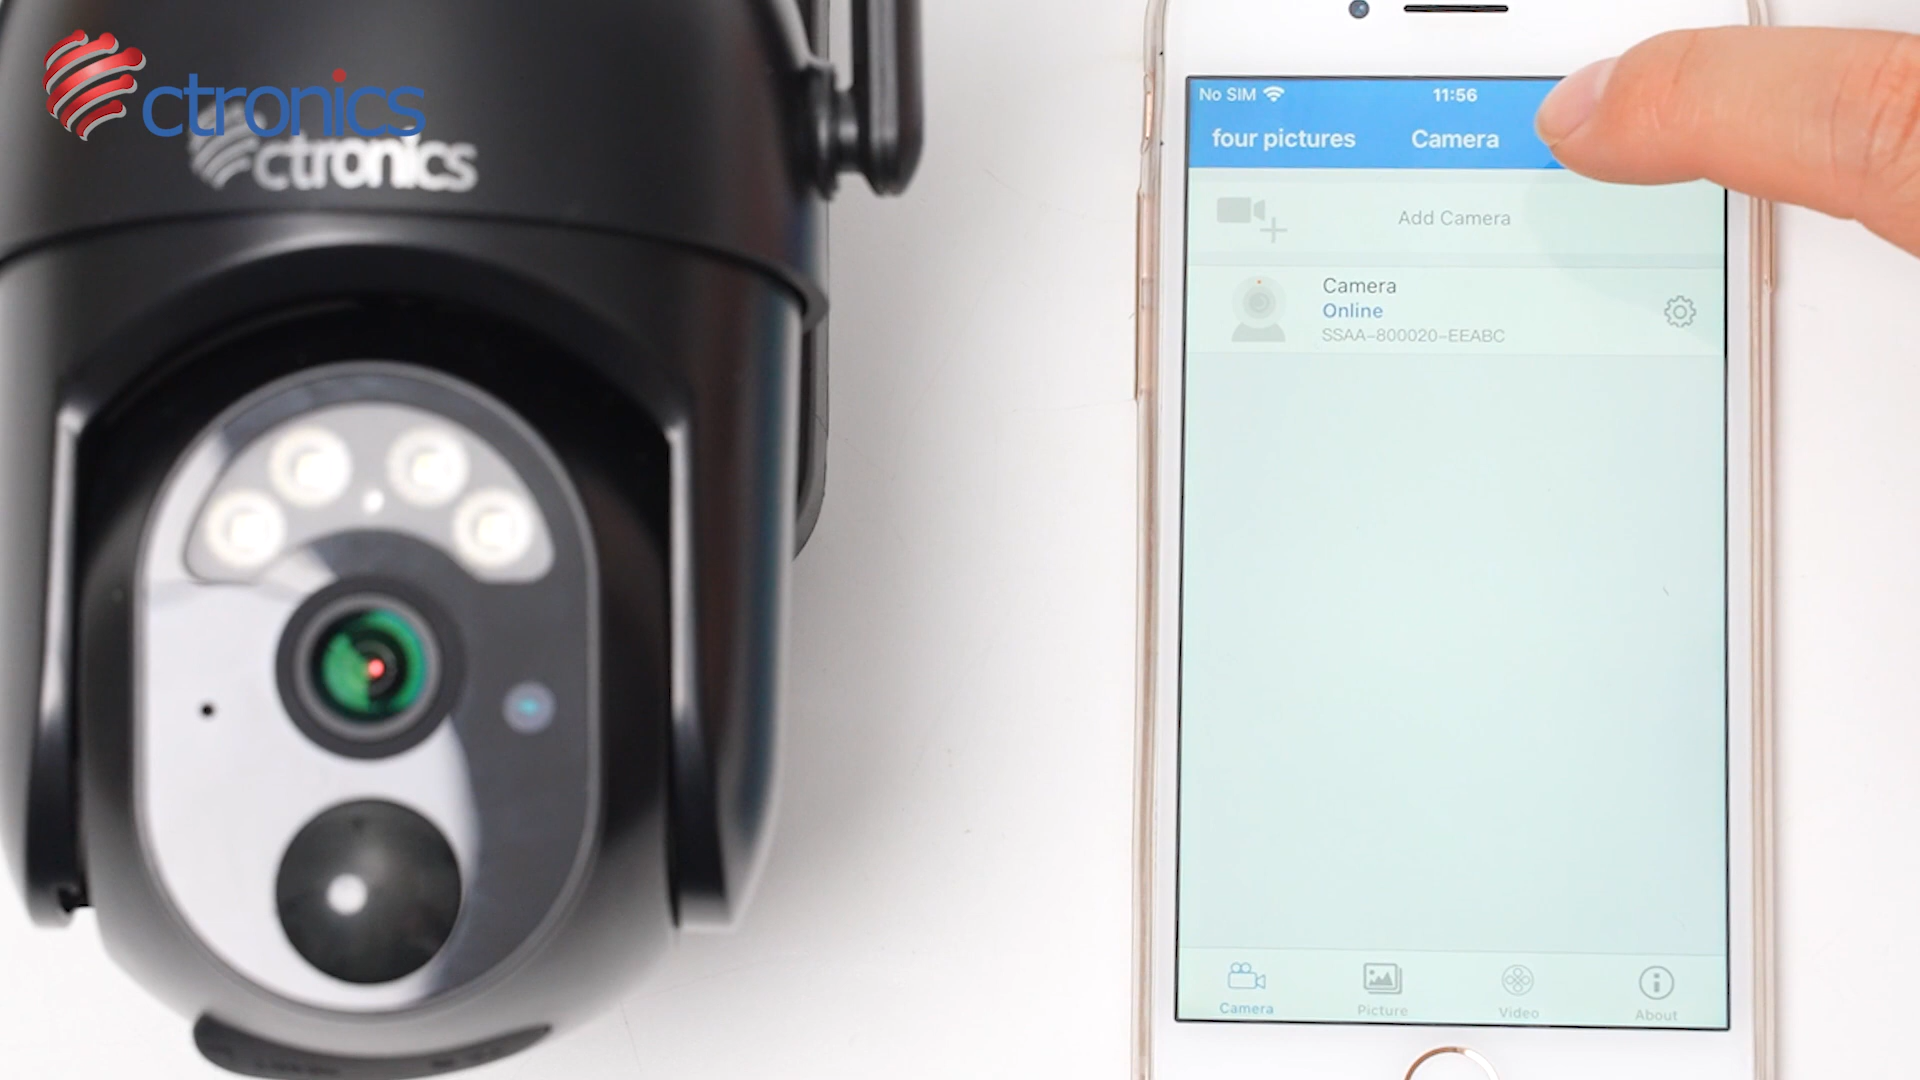 ctronics
ctronics
No SIM 11:56
four pictures Camera
Add Camera
Camera
Online
SSAA-800020-EEABC
Camera Picture Video About